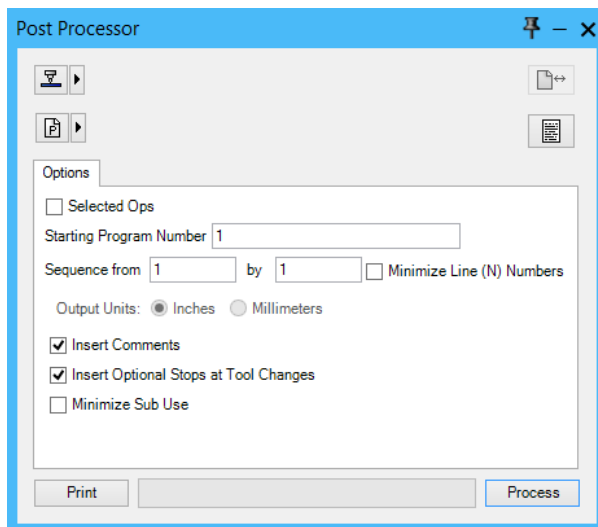 Post Processor
Options
Selected Ops
Starting Program Number 1
Sequence from 1 by 1 Minimize Line (N) Numbers
Output Units: Inches Millimeters
Insert Comments
Insert Optional Stops at Tool Changes
Minimize Sub Use
Print Process